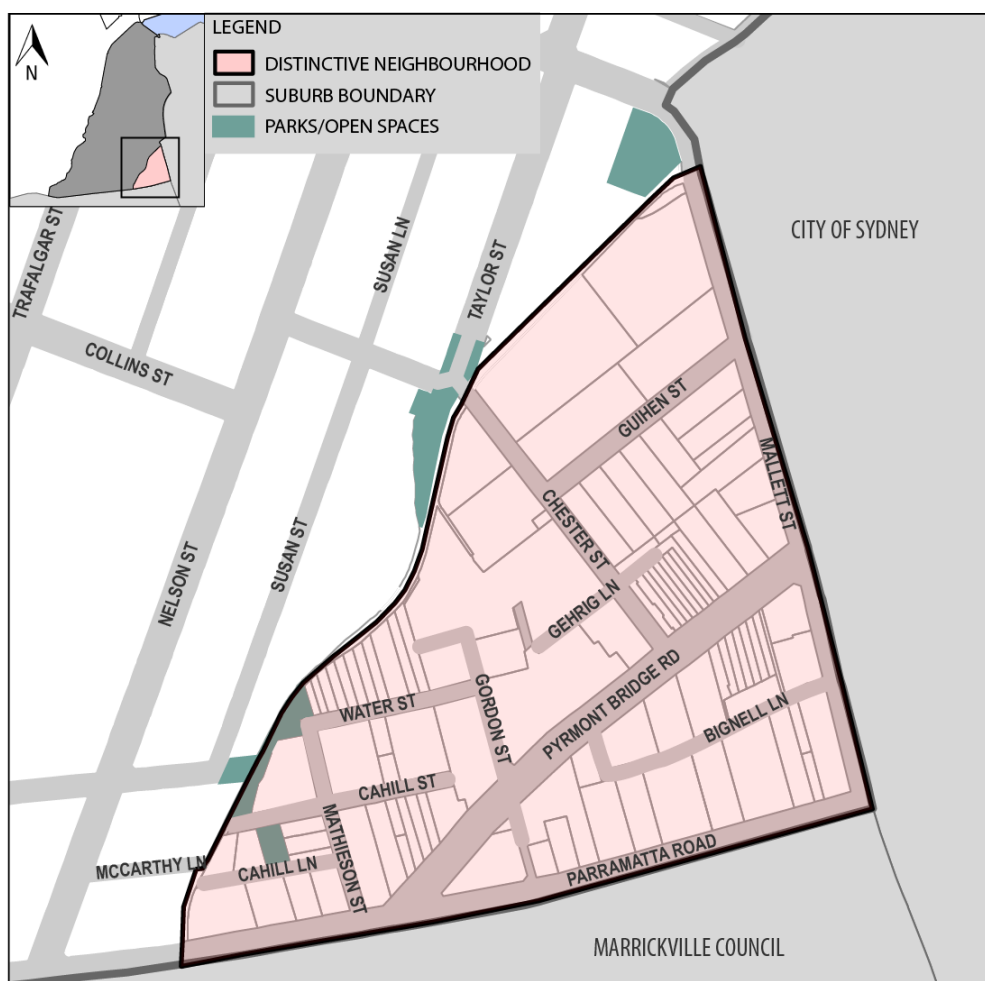 LEGEND
N
DISTINCTIVE NEIGHBOURHOOD
SUBURB BOUNDARY
PARKS/OPEN SPACES
CITY OF SYDNEY
TRAFALGAR ST
SUSAN LN
TAYLOR ST
COLLINS ST
GUIHEN ST
MALLETT ST
CHESTER ST
NELSON ST
SUSAN ST
GEHRIG LN
PYRMONT BRIDGE RD
WATER ST
GORDON ST
BIGNELL LN
CAHILL ST
MATHIESON ST
MCCARTHY LN
CAHILL LN
PARRAMATTA ROAD
MARRICKVILLE COUNCIL